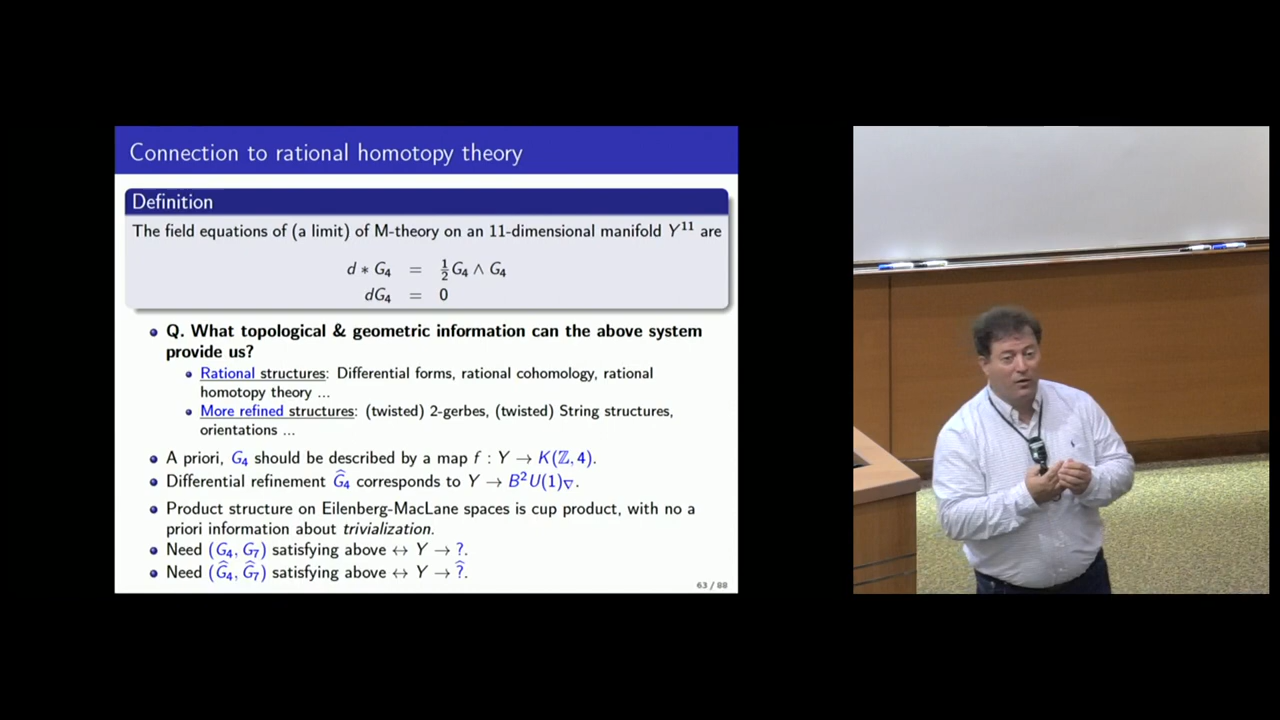 Connection to rational homotopy theory
Definition
The field equations of (a limit) of M-theory on an 11-dimensional manifold Y¹¹ are
d ∗ G₄ = ½G₄ ∧ G₄
dG₄ = 0
• Q. What topological & geometric information can the above system
provide us?
• Rational structures: Differential forms, rational cohomology, rational
homotopy theory ...
• More refined structures: (twisted) 2-gerbes, (twisted) String structures,
orientations ...
• A priori, G₄ should be described by a map f : Y → K(ℤ, 4).
• Differential refinement Ĝ₄ corresponds to Y → B²U(1)∇.
• Product structure on Eilenberg-MacLane spaces is cup product, with no a
priori information about trivialization.
• Need (G₄, G₇) satisfying above ↔ Y → ?.
• Need (Ĝ₄, Ĝ₇) satisfying above ↔ Y → ?̂.
63 / 88